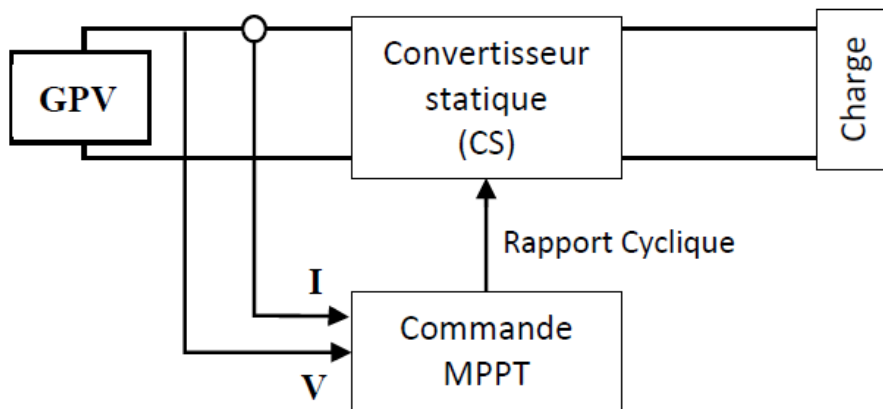 GPV
Convertisseur
statique
(CS)
Charge
Rapport Cyclique
I
V
Commande
MPPT